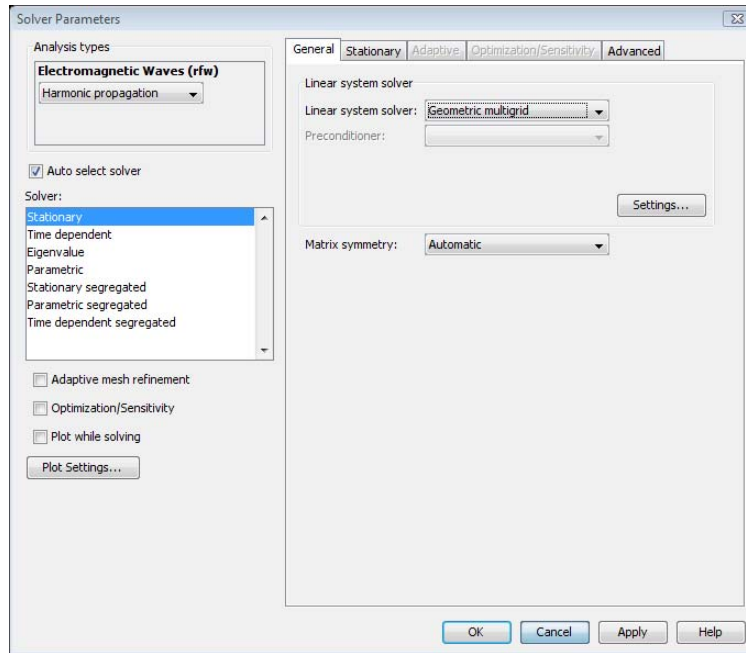 Solver Parameters
Analysis types
Electromagnetic Waves (rfw)
Harmonic propagation
Auto select solver
Solver:
Stationary
Time dependent
Eigenvalue
Parametric
Stationary segregated
Parametric segregated
Time dependent segregated
Adaptive mesh refinement
Optimization/Sensitivity
Plot while solving
Plot Settings...
General Stationary Adaptive Optimization/Sensitivity Advanced
Linear system solver
Linear system solver: Geometric multigrid
Preconditioner:
Settings...
Matrix symmetry: Automatic
OK Cancel Apply Help